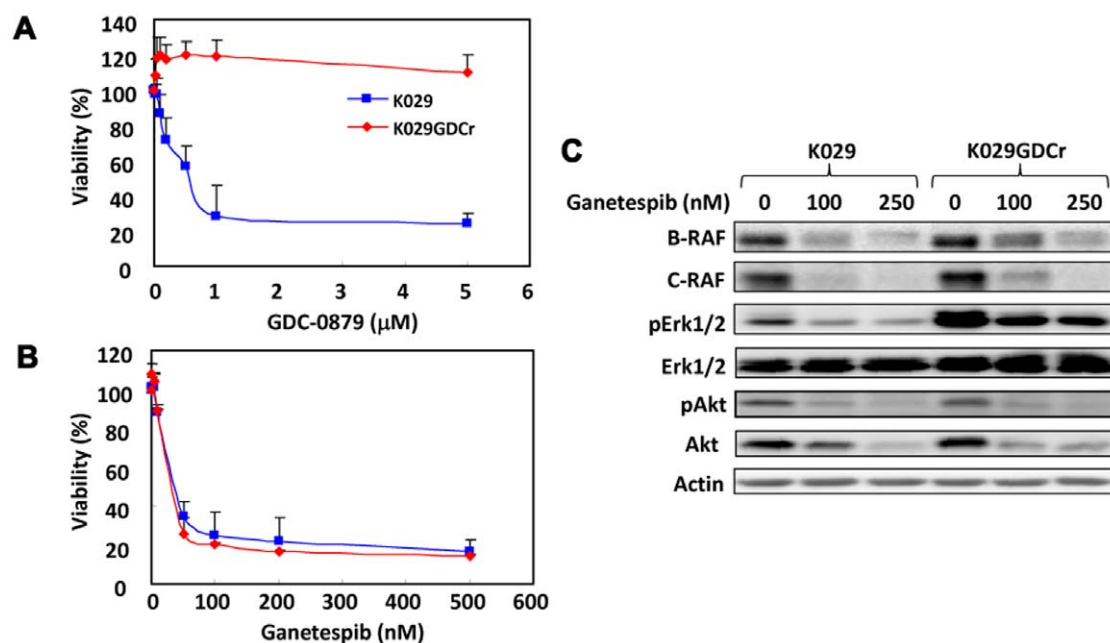 A
140
120
100
80
60
40
20
0
Viability (%)
K029
K029GDCr
0 1 2 3 4 5 6
GDC-0879 (μM)
B
120
100
80
60
40
20
0
Viability (%)
0 100 200 300 400 500 600
Ganetespib (nM)
C
K029 K029GDCr
Ganetespib (nM) 0 100 250 0 100 250
B-RAF
C-RAF
pErk1/2
Erk1/2
pAkt
Akt
Actin